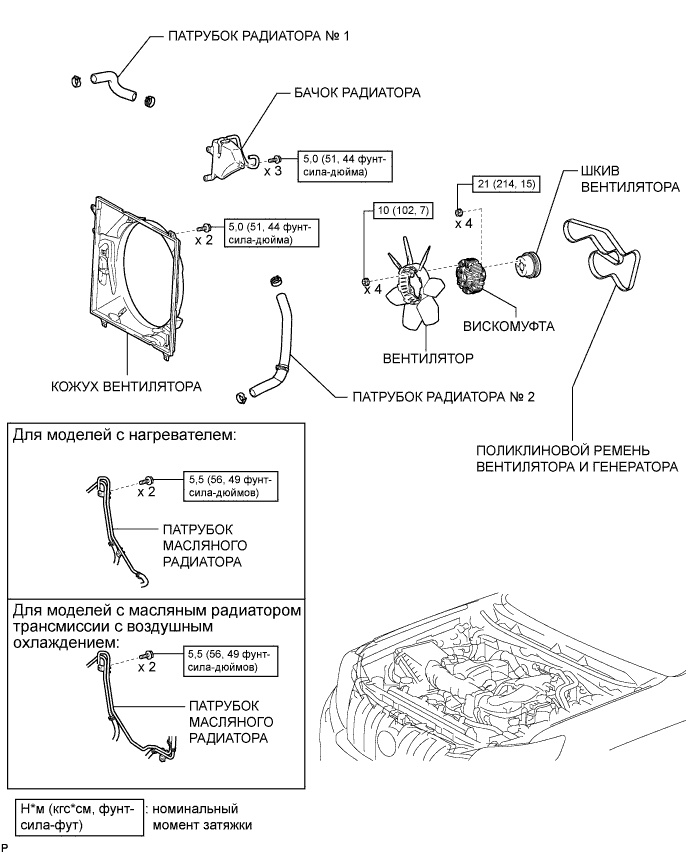 ПАТРУБОК РАДИАТОРА № 1
БАЧОК РАДИАТОРА
5,0 (51, 44 фунт-
сила-дюйма)
x 3
ШКИВ
ВЕНТИЛЯТОРА
21 (214, 15)
x 4
10 (102, 7)
x 4
5,0 (51, 44 фунт-
сила-дюйма)
x 2
ВИСКОМУФТА
ВЕНТИЛЯТОР
КОЖУХ ВЕНТИЛЯТОРА
ПАТРУБОК РАДИАТОРА № 2
ПОЛИКЛИНОВОЙ РЕМЕНЬ
ВЕНТИЛЯТОРА И ГЕНЕРАТОРА
Для моделей с нагревателем:
5,5 (56, 49 фунт-
сила-дюймов)
x 2
ПАТРУБОК
МАСЛЯНОГО
РАДИАТОРА
Для моделей с масляным радиатором
трансмиссии с воздушным
охлаждением:
5,5 (56, 49 фунт-
сила-дюймов)
x 2
ПАТРУБОК
МАСЛЯНОГО
РАДИАТОРА
Н*м (кгс*см, фунт-
сила-фут)
: номинальный
момент затяжки
P